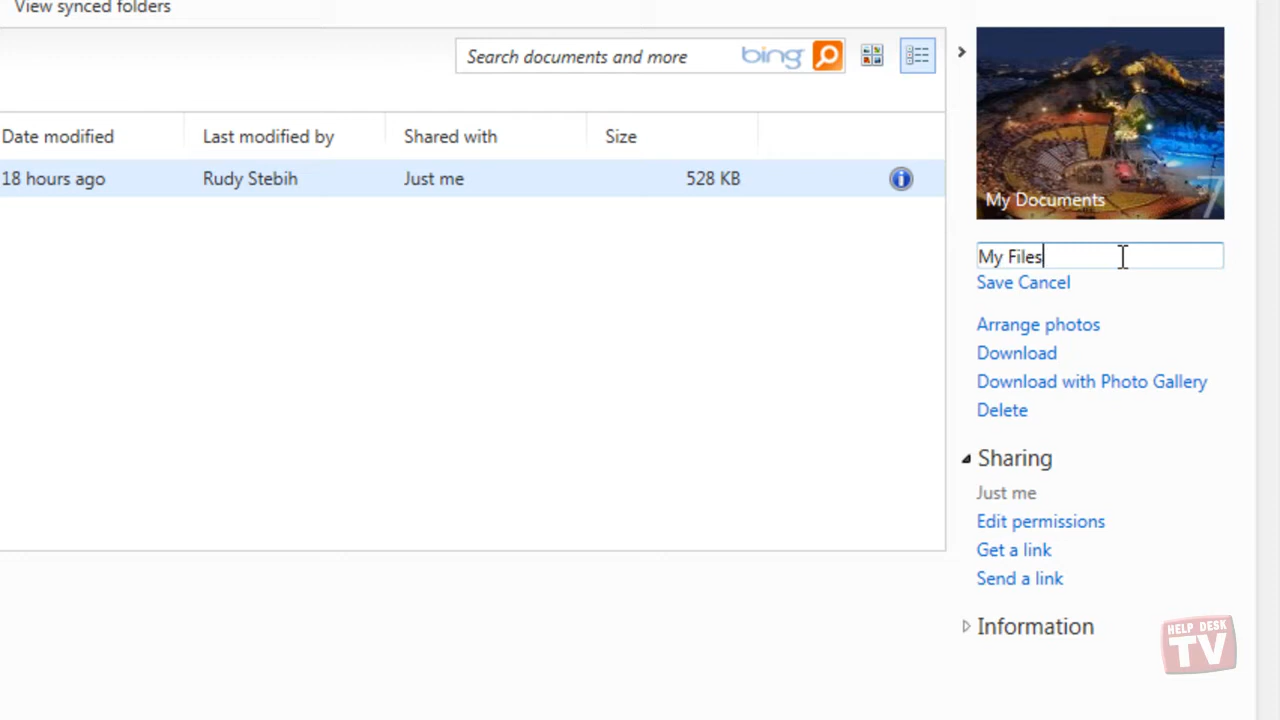 View synced folders
Search documents and more bing
Date modified Last modified by Shared with Size
18 hours ago Rudy Stebih Just me 528 KB
My Documents
7
My Files
Save Cancel
Arrange photos
Download
Download with Photo Gallery
Delete
Sharing
Just me
Edit permissions
Get a link
Send a link
Information
HELP DESK
TV